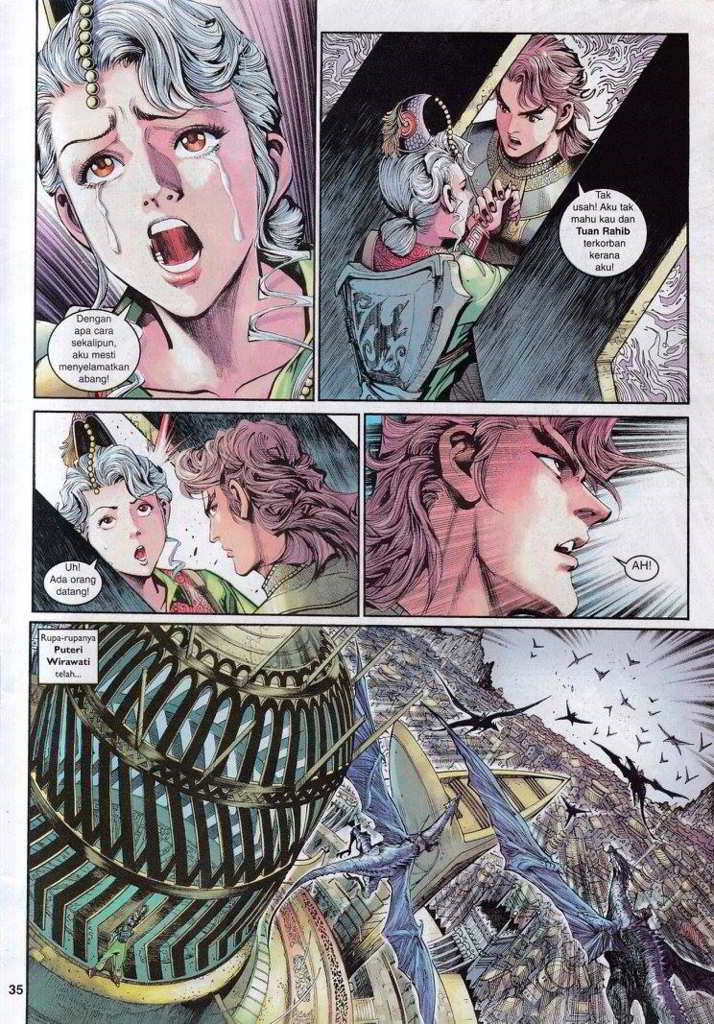 Dengan
apa cara
sekalipun,
aku mesti
menyelamatkan
abang!
Tak
usah! Aku tak
mahu kau dan
Tuan Rahib
terkorban
kerana
aku!
Uh!
Ada orang
datang!
AH!
Rupa-rupanya
Puteri
Wirawati
telah...
35